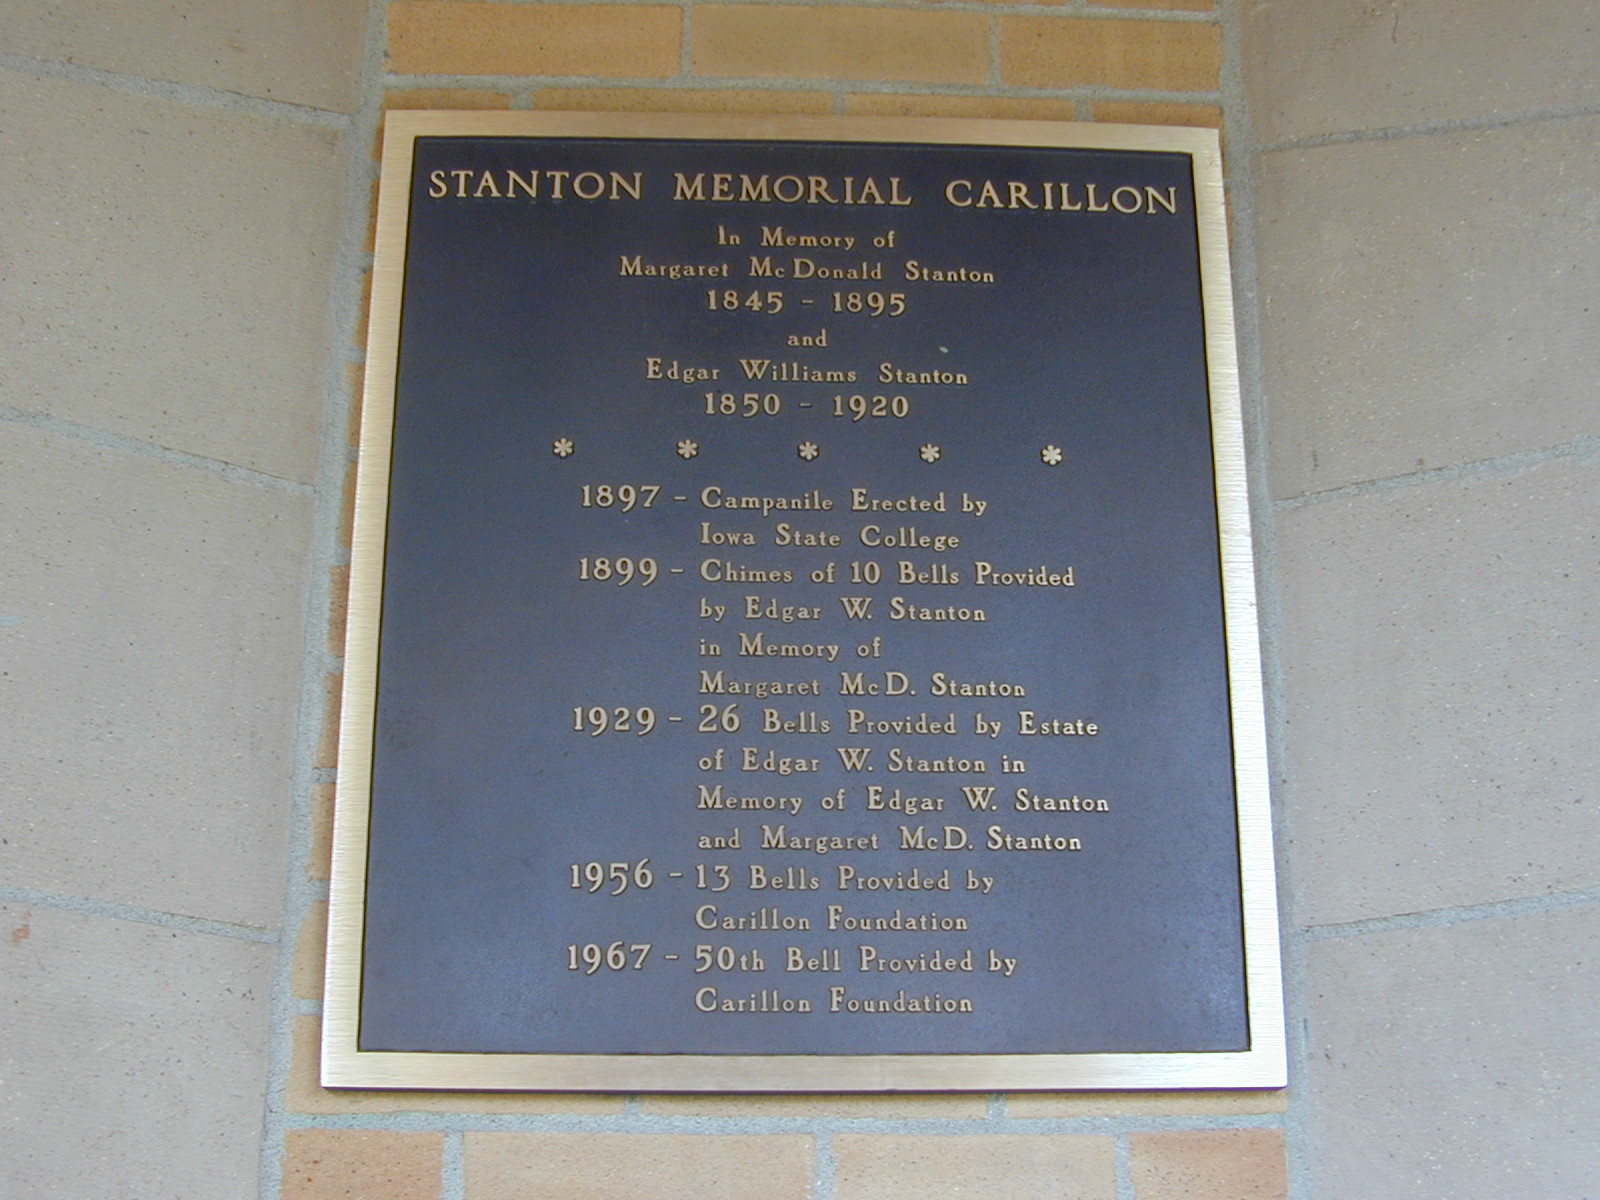 STANTON MEMORIAL CARILLON
In Memory of
Margaret McDonald Stanton
1845 - 1895
and
Edgar Williams Stanton
1850 - 1920
* * * * *
1897 - Campanile Erected by
Iowa State College
1899 - Chimes of 10 Bells Provided
by Edgar W. Stanton
in Memory of
Margaret McD. Stanton
1929 - 26 Bells Provided by Estate
of Edgar W. Stanton in
Memory of Edgar W. Stanton
and Margaret McD. Stanton
1956 - 13 Bells Provided by
Carillon Foundation
1967 - 50th Bell Provided by
Carillon Foundation